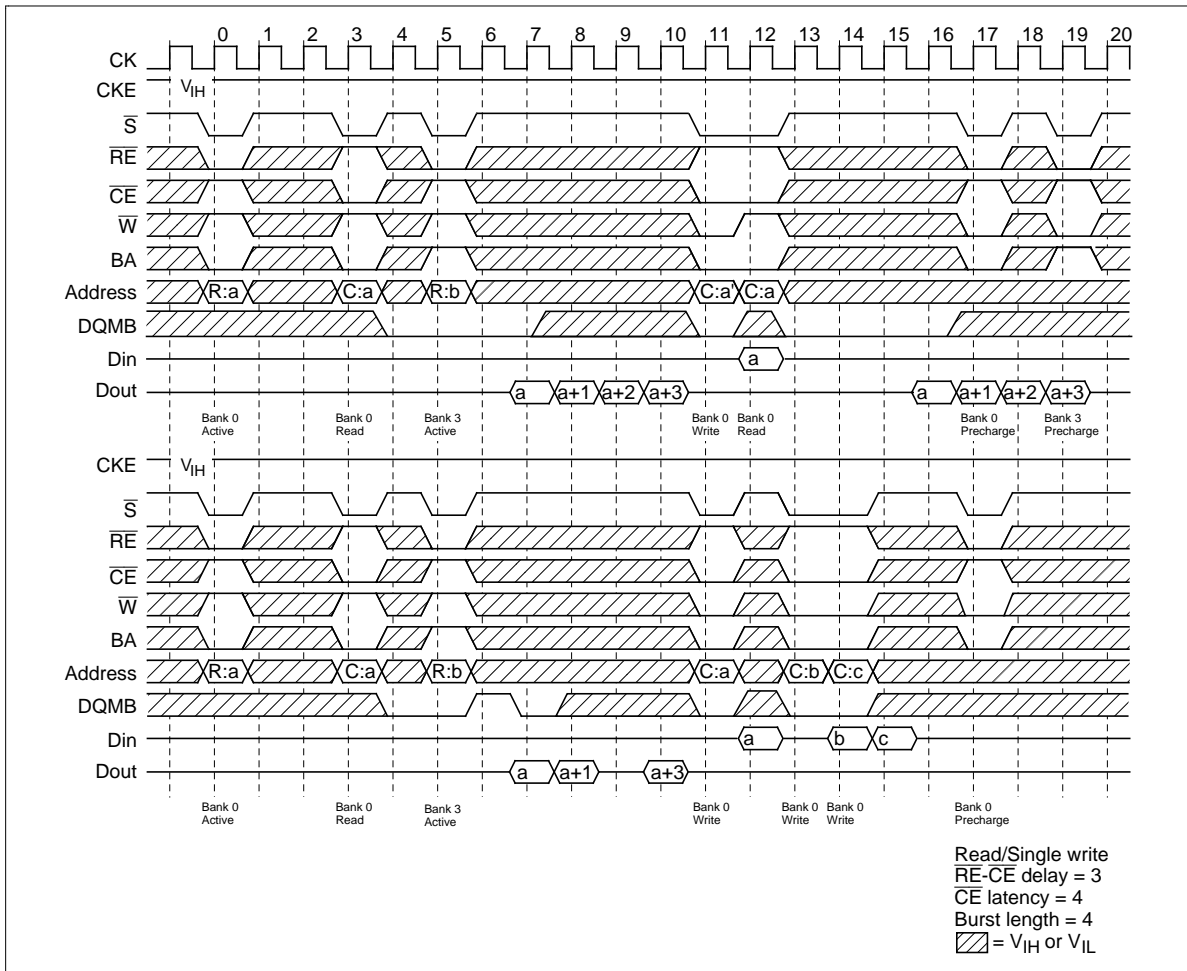 0 1 2 3 4 5 6 7 8 9 10 11 12 13 14 15 16 17 18 19 20
CK
CKE VIH
S
RE
CE
W
BA
Address R:a C:a R:b C:a' C:a
DQMB
Din a
Dout a a+1 a+2 a+3 a a+1 a+2 a+3
Bank 0 Active Bank 0 Read Bank 3 Active Bank 0 Write Bank 0 Read Bank 0 Precharge Bank 3 Precharge
CKE VIH
S
RE
CE
W
BA
Address R:a C:a R:b C:a C:b C:c
DQMB
Din a b c
Dout a a+1 a+3
Bank 0 Active Bank 0 Read Bank 3 Active Bank 0 Write Bank 0 Write Bank 0 Write Bank 0 Precharge
Read/Single write
RE-CE delay = 3
CE latency = 4
Burst length = 4
= VIH or VIL